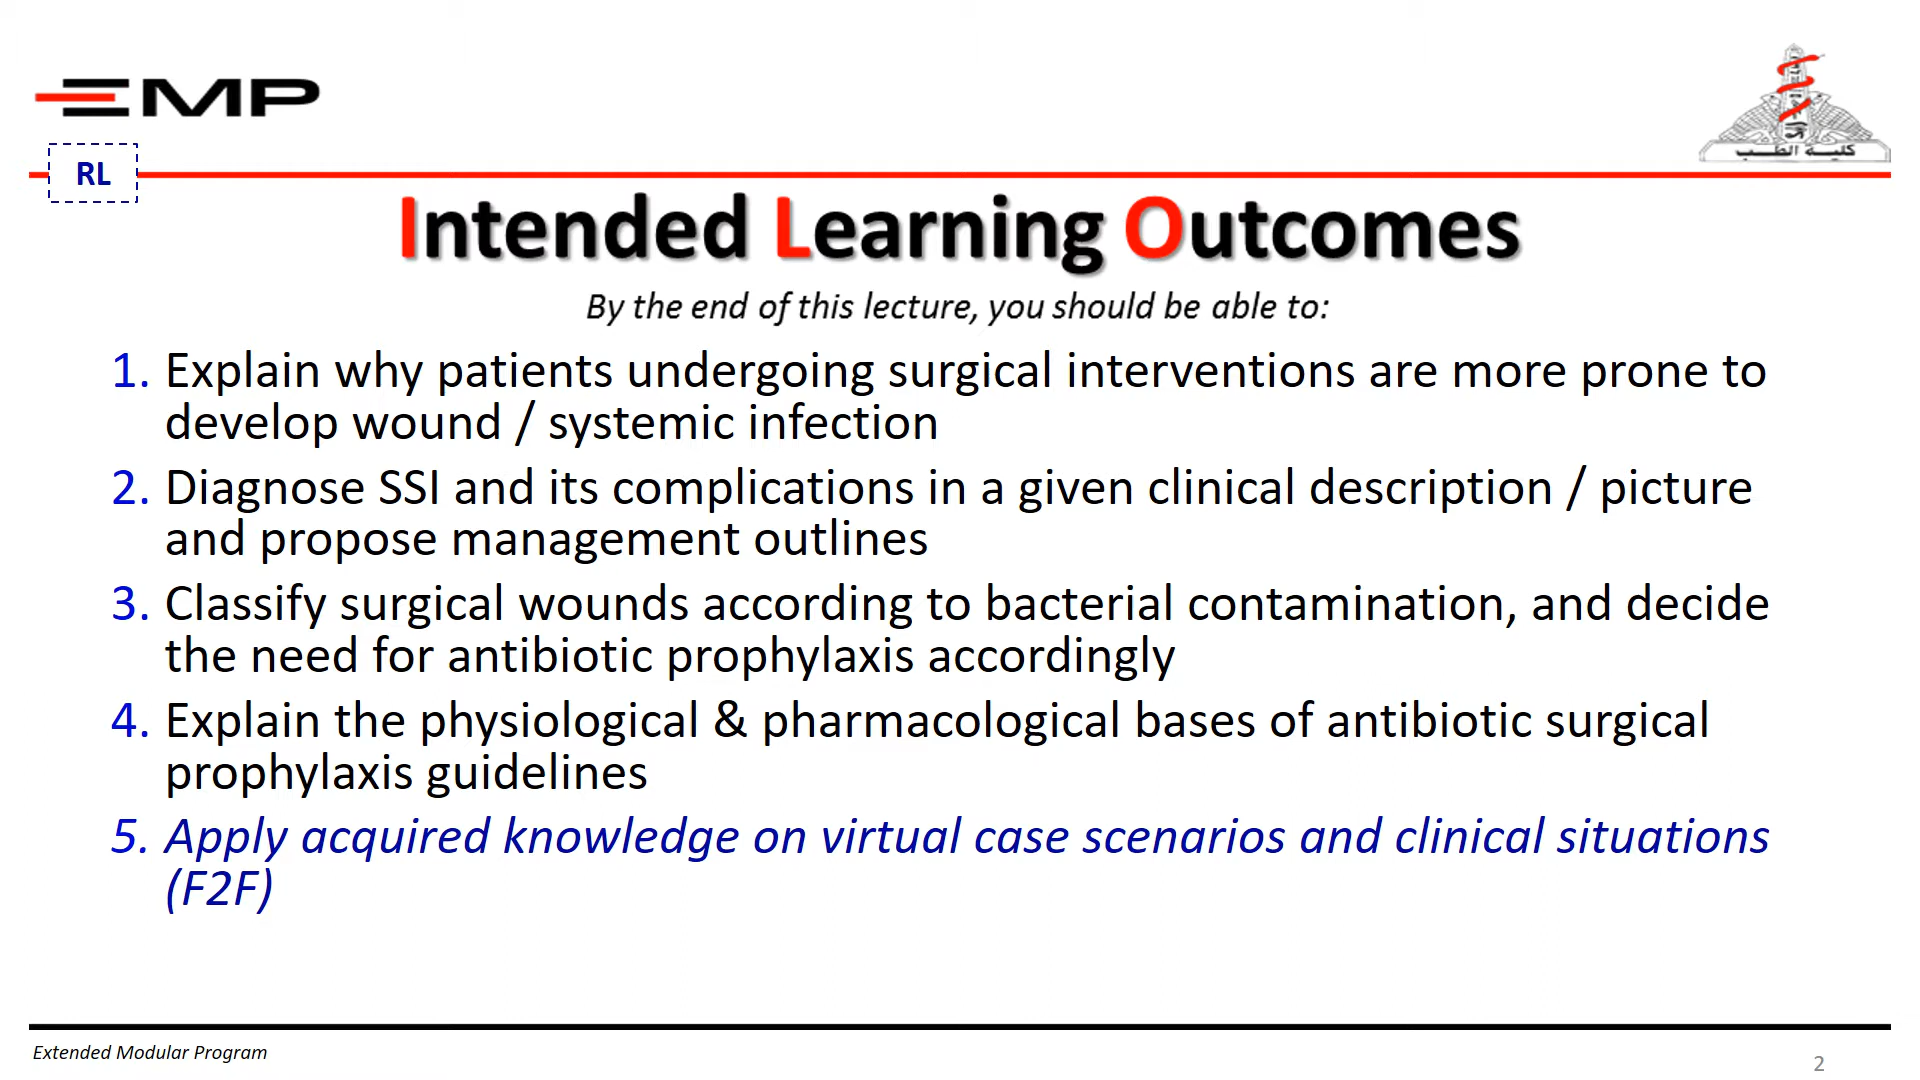 EMP
كلية الطب
RL
Intended Learning Outcomes
By the end of this lecture, you should be able to:
1. Explain why patients undergoing surgical interventions are more prone to
develop wound / systemic infection
2. Diagnose SSI and its complications in a given clinical description / picture
and propose management outlines
3. Classify surgical wounds according to bacterial contamination, and decide
the need for antibiotic prophylaxis accordingly
4. Explain the physiological & pharmacological bases of antibiotic surgical
prophylaxis guidelines
5. Apply acquired knowledge on virtual case scenarios and clinical situations
(F2F)
Extended Modular Program
2